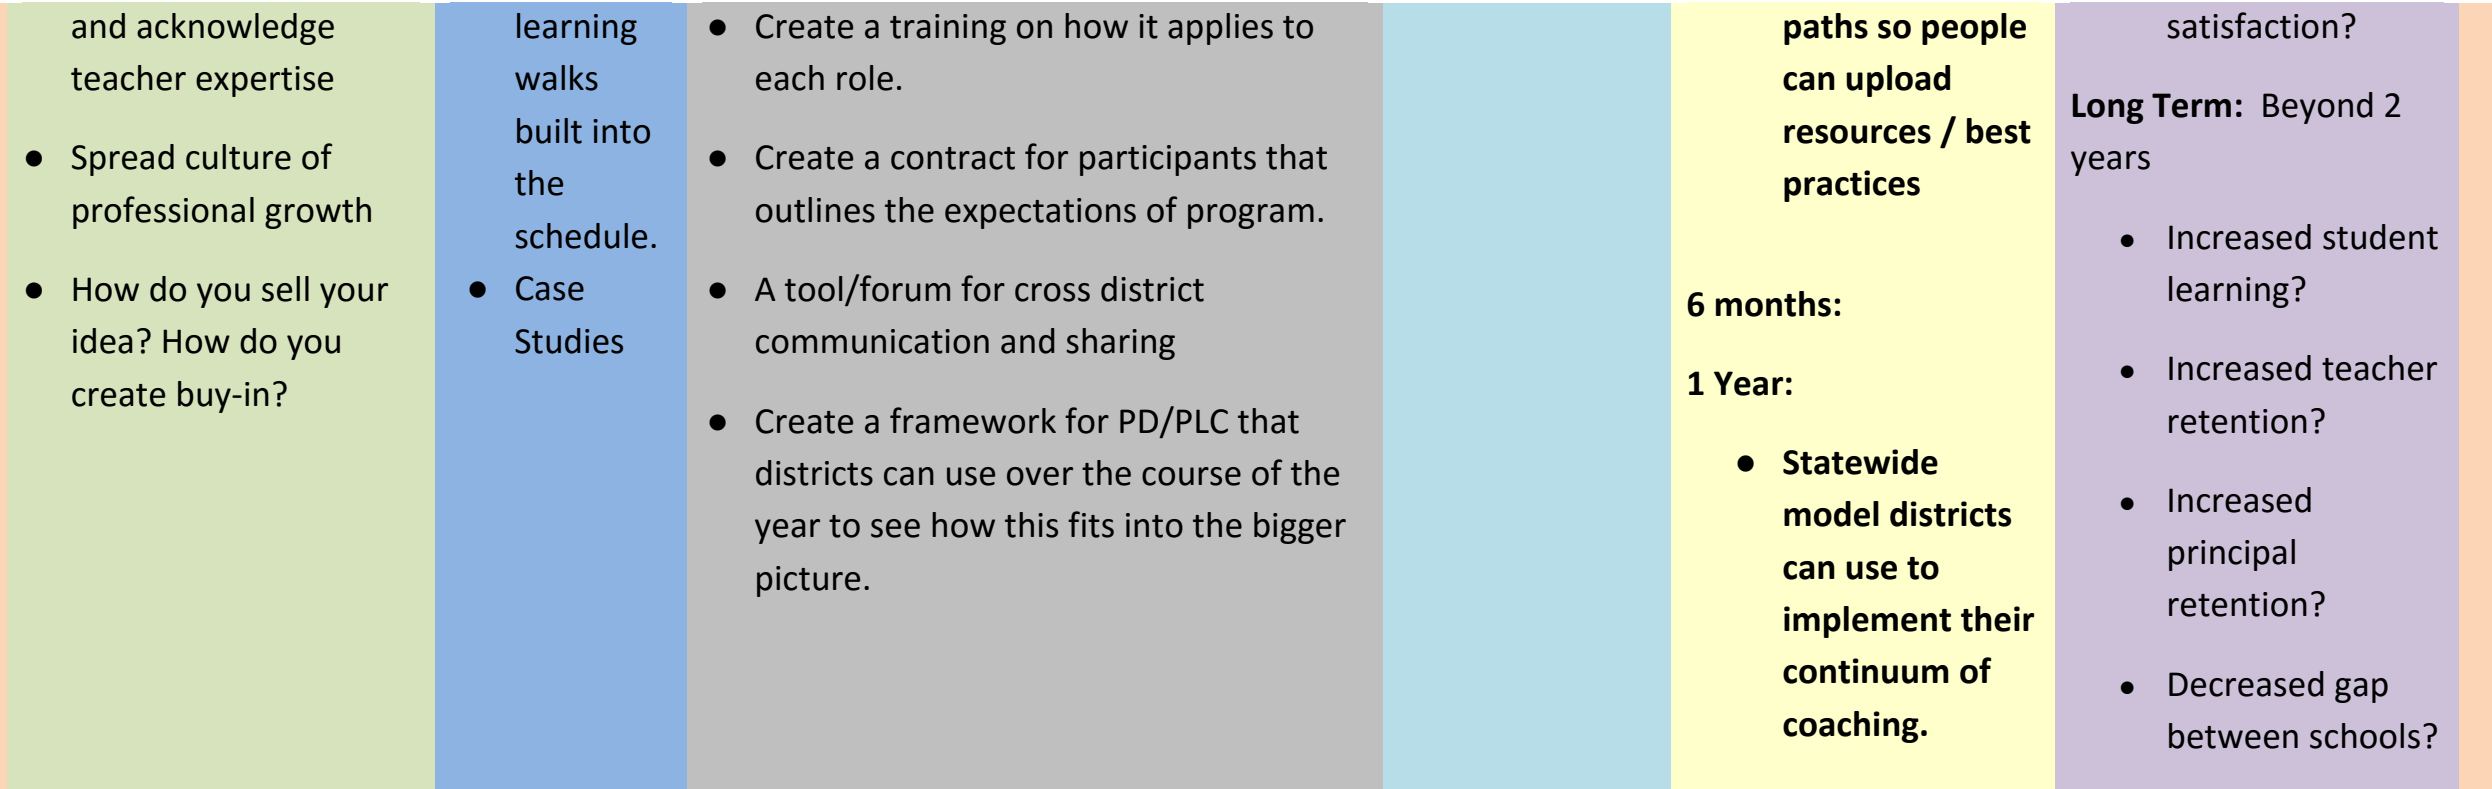 and acknowledge
teacher expertise
● Spread culture of
professional growth
● How do you sell your
idea? How do you
create buy-in?
learning
walks
built into
the
schedule.
● Case
Studies
● Create a training on how it applies to
each role.
● Create a contract for participants that
outlines the expectations of program.
● A tool/forum for cross district
communication and sharing
● Create a framework for PD/PLC that
districts can use over the course of the
year to see how this fits into the bigger
picture.
paths so people
can upload
resources / best
practices
6 months:
1 Year:
● Statewide
model districts
can use to
implement their
continuum of
coaching.
satisfaction?
Long Term: Beyond 2
years
● Increased student
learning?
● Increased teacher
retention?
● Increased
principal
retention?
● Decreased gap
between schools?